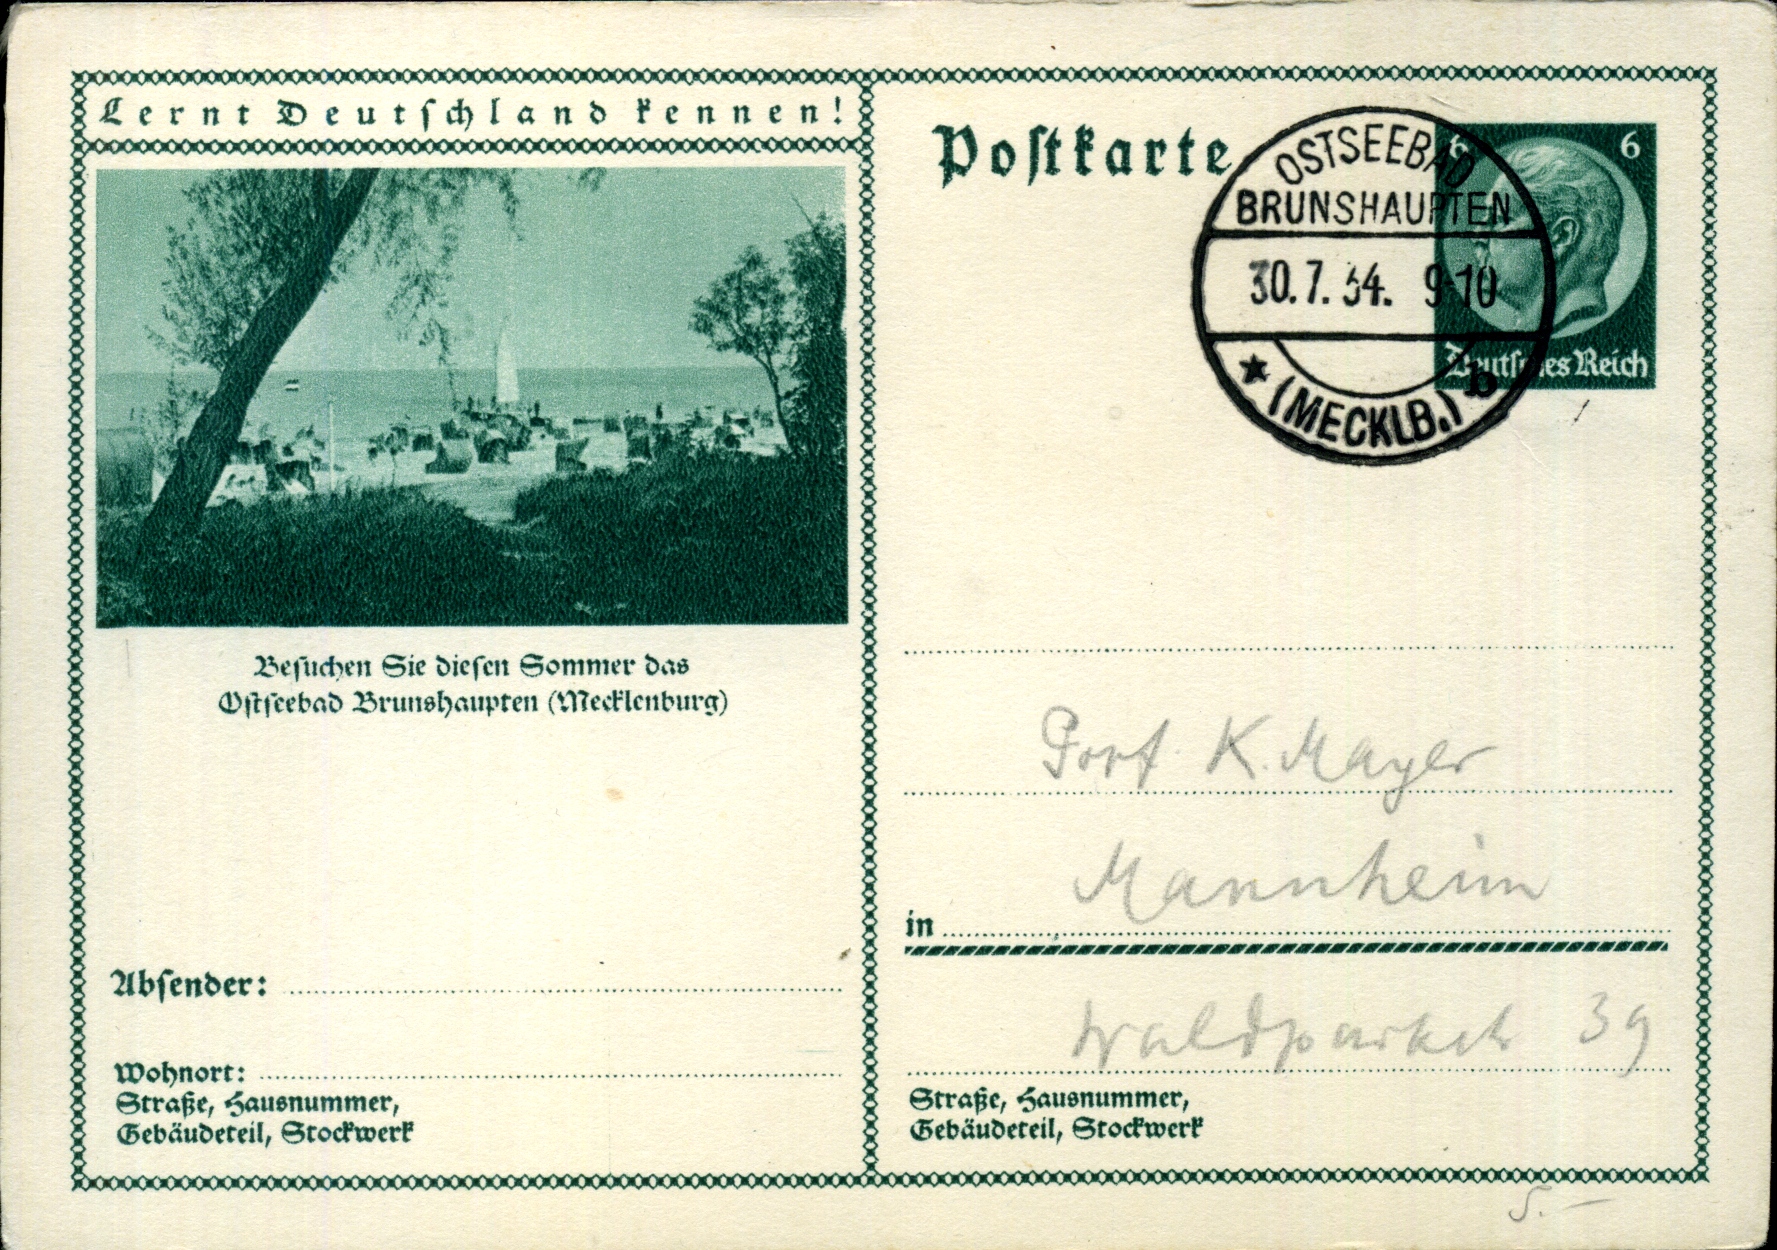 Lernt Deutschland kennen!
Besuchen Sie diesen Sommer das
Ostseebad Brunshaupten (Mecklenburg)
Absender:
Wohnort:
Straße, Hausnummer,
Gebäudeteil, Stockwerk
Postkarte
OSTSEEBAD
BRUNSHAUPTEN
30.7.34. 9-10
b
(MECKLB.)
6 6
Deutsches Reich
K. Mayer
in Mannheim
Waldparkstr 39
Straße, Hausnummer,
Gebäudeteil, Stockwerk
5.-